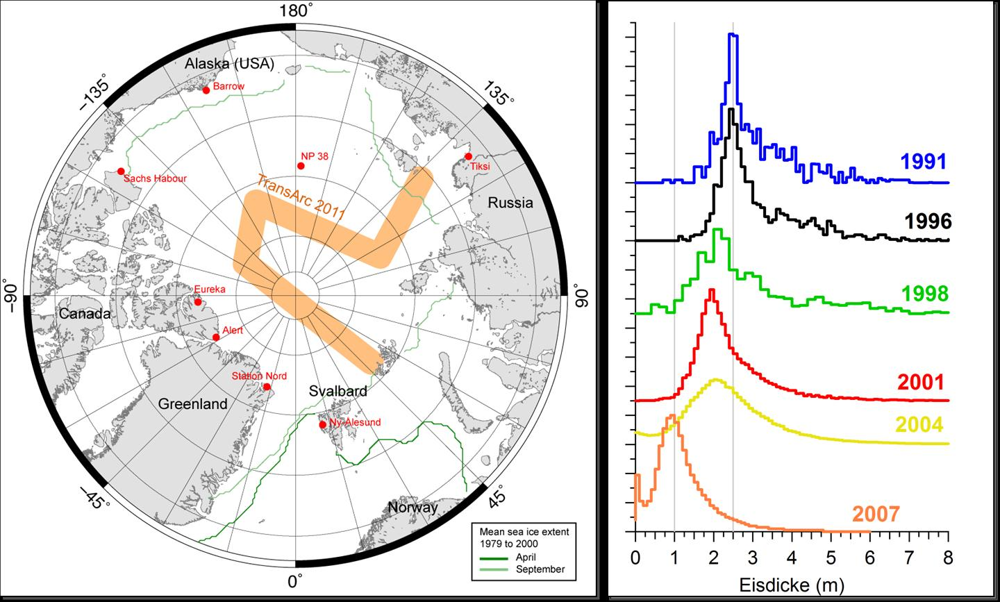 180°
Alaska (USA)
Barrow
-135°
135°
NP 38
Tiksi
Sachs Habour
TransArc 2011
Russia
Eureka
-90°
90°
Canada
Alert
Station Nord
Svalbard
Greenland
Ny-Alesund
-45°
45°
Norway
0°
Mean sea ice extent
1979 to 2000
April
September
1991
1996
1998
2001
2004
2007
0 1 2 3 4 5 6 7 8
Eisdicke (m)